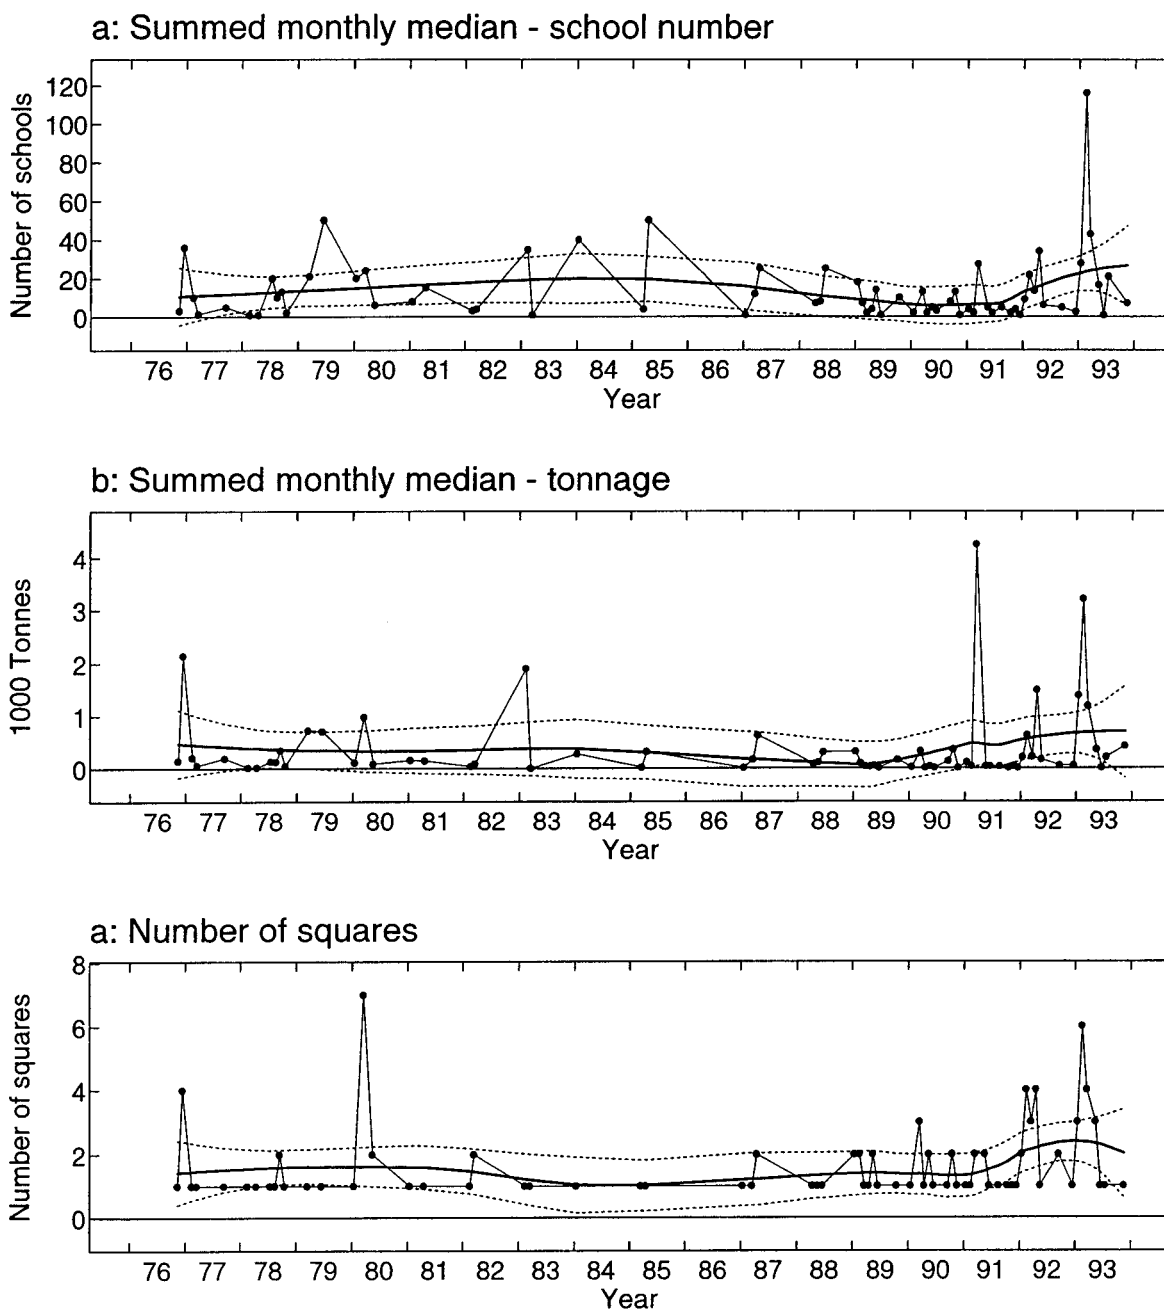 a: Summed monthly median - school number
120
100
80
60
40
20
0
Number of schools
76 77 78 79 80 81 82 83 84 85 86 87 88 89 90 91 92 93
Year
b: Summed monthly median - tonnage
4
3
2
1
0
1000 Tonnes
76 77 78 79 80 81 82 83 84 85 86 87 88 89 90 91 92 93
Year
a: Number of squares
8
6
4
2
0
Number of squares
76 77 78 79 80 81 82 83 84 85 86 87 88 89 90 91 92 93
Year